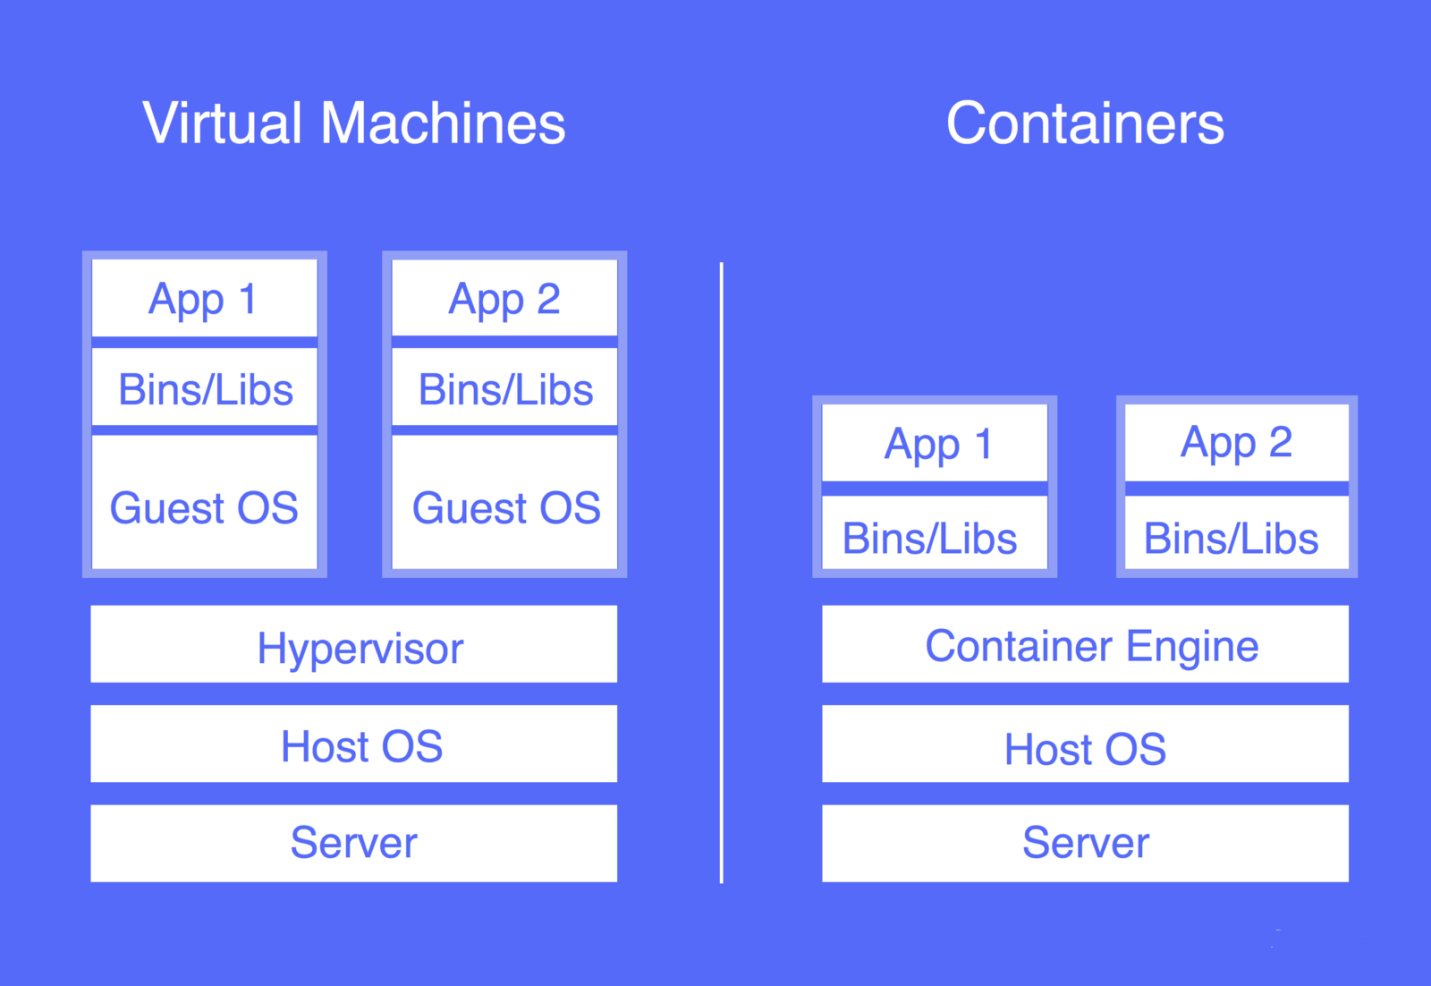 Virtual Machines
App 1
Bins/Libs
Guest OS
App 2
Bins/Libs
Guest OS
Hypervisor
Host OS
Server
Containers
App 1
Bins/Libs
App 2
Bins/Libs
Container Engine
Host OS
Server